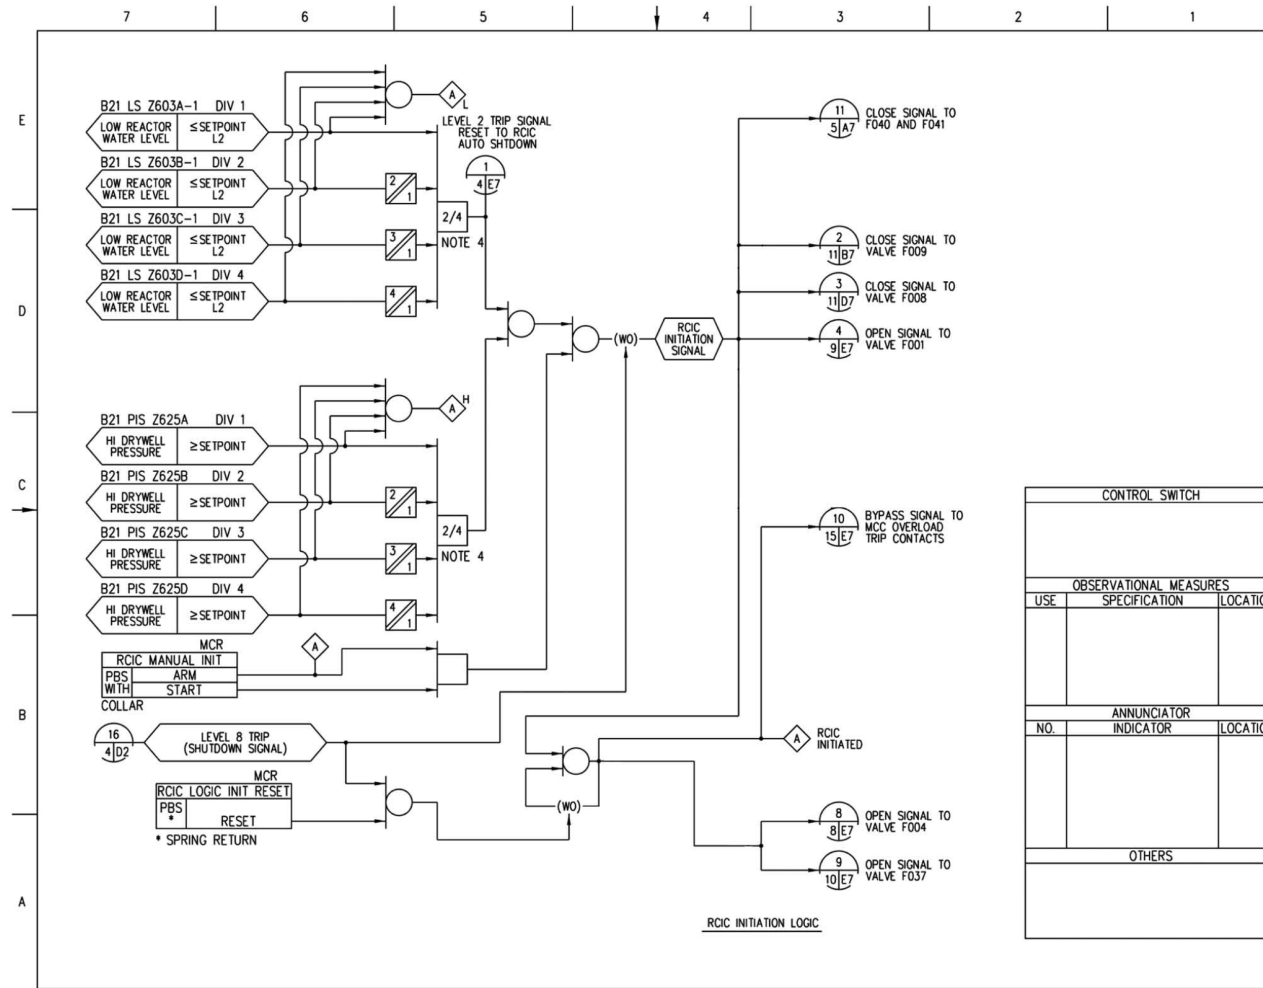 7 6 5 4 3 2 1
E
D
C
B
A
B21 LS Z603A-1 DIV 1
LOW REACTOR
WATER LEVEL
≤SETPOINT
L2
B21 LS Z603B-1 DIV 2
LOW REACTOR
WATER LEVEL
≤SETPOINT
L2
2/1
B21 LS Z603C-1 DIV 3
LOW REACTOR
WATER LEVEL
≤SETPOINT
L2
3/1
B21 LS Z603D-1 DIV 4
LOW REACTOR
WATER LEVEL
≤SETPOINT
L2
4/1
A L
LEVEL 2 TRIP SIGNAL
RESET TO RCIC
AUTO SHTDOWN
1
4 E7
2/4
NOTE 4
(WO)
RCIC
INITIATION
SIGNAL
11
5 A7
CLOSE SIGNAL TO
F040 AND F041
2
11 B7
CLOSE SIGNAL TO
VALVE F009
3
11 D7
CLOSE SIGNAL TO
VALVE F008
4
9 E7
OPEN SIGNAL TO
VALVE F001
A H
B21 PIS Z625A DIV 1
HI DRYWELL
PRESSURE
≥SETPOINT
B21 PIS Z625B DIV 2
HI DRYWELL
PRESSURE
≥SETPOINT
2/1
B21 PIS Z625C DIV 3
HI DRYWELL
PRESSURE
≥SETPOINT
3/1
B21 PIS Z625D DIV 4
HI DRYWELL
PRESSURE
≥SETPOINT
4/1
2/4
NOTE 4
10
15 E7
BYPASS SIGNAL TO
MCC OVERLOAD
TRIP CONTACTS
MCR
RCIC MANUAL INIT
PBS ARM
WITH START
COLLAR
A
16
4 D2
LEVEL 8 TRIP
(SHUTDOWN SIGNAL)
MCR
RCIC LOGIC INIT RESET
PBS
* RESET
* SPRING RETURN
(WO)
A
RCIC
INITIATED
8
8 E7
OPEN SIGNAL TO
VALVE F004
9
10 E7
OPEN SIGNAL TO
VALVE F037
RCIC INITIATION LOGIC
CONTROL SWITCH
OBSERVATIONAL MEASURES
USE SPECIFICATION LOCATIO
ANNUNCIATOR
NO. INDICATOR LOCATIO
OTHERS